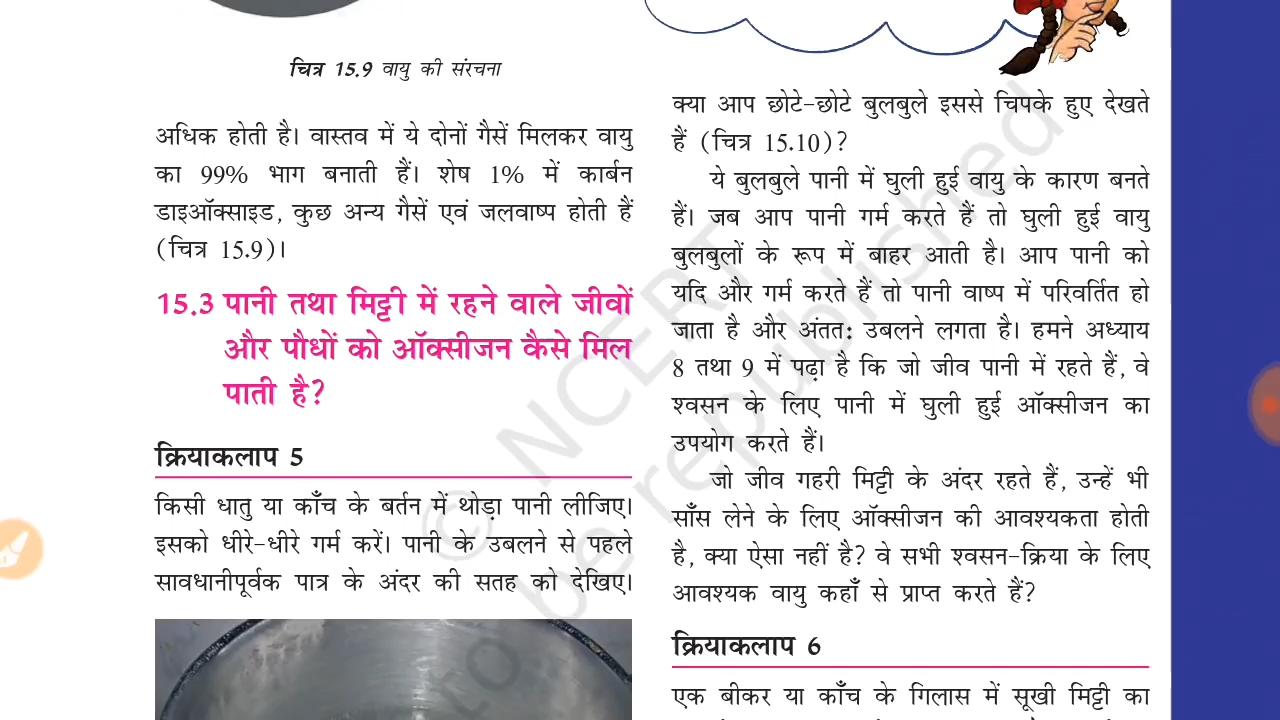 चित्र 15.9 वायु की संरचना
अधिक होती है। वास्तव में ये दोनों गैसें मिलकर वायु
का 99% भाग बनाती हैं। शेष 1% में कार्बन
डाइऑक्साइड, कुछ अन्य गैसें एवं जलवाष्प होती हैं
(चित्र 15.9)।
15.3 पानी तथा मिट्टी में रहने वाले जीवों
और पौधों को ऑक्सीजन कैसे मिल
पाती है?
क्रियाकलाप 5
किसी धातु या काँच के बर्तन में थोड़ा पानी लीजिए।
इसको धीरे-धीरे गर्म करें। पानी के उबलने से पहले
सावधानीपूर्वक पात्र के अंदर की सतह को देखिए।
क्या आप छोटे-छोटे बुलबुले इससे चिपके हुए देखते
हैं (चित्र 15.10)?
ये बुलबुले पानी में घुली हुई वायु के कारण बनते
हैं। जब आप पानी गर्म करते हैं तो घुली हुई वायु
बुलबुलों के रूप में बाहर आती है। आप पानी को
यदि और गर्म करते हैं तो पानी वाष्प में परिवर्तित हो
जाता है और अंतत: उबलने लगता है। हमने अध्याय
8 तथा 9 में पढ़ा है कि जो जीव पानी में रहते हैं, वे
श्वसन के लिए पानी में घुली हुई ऑक्सीजन का
उपयोग करते हैं।
जो जीव गहरी मिट्टी के अंदर रहते हैं, उन्हें भी
साँस लेने के लिए ऑक्सीजन की आवश्यकता होती
है, क्या ऐसा नहीं है? वे सभी श्वसन-क्रिया के लिए
आवश्यक वायु कहाँ से प्राप्त करते हैं?
क्रियाकलाप 6
एक बीकर या काँच के गिलास में सूखी मिट्टी का
© NCERT
to be republished